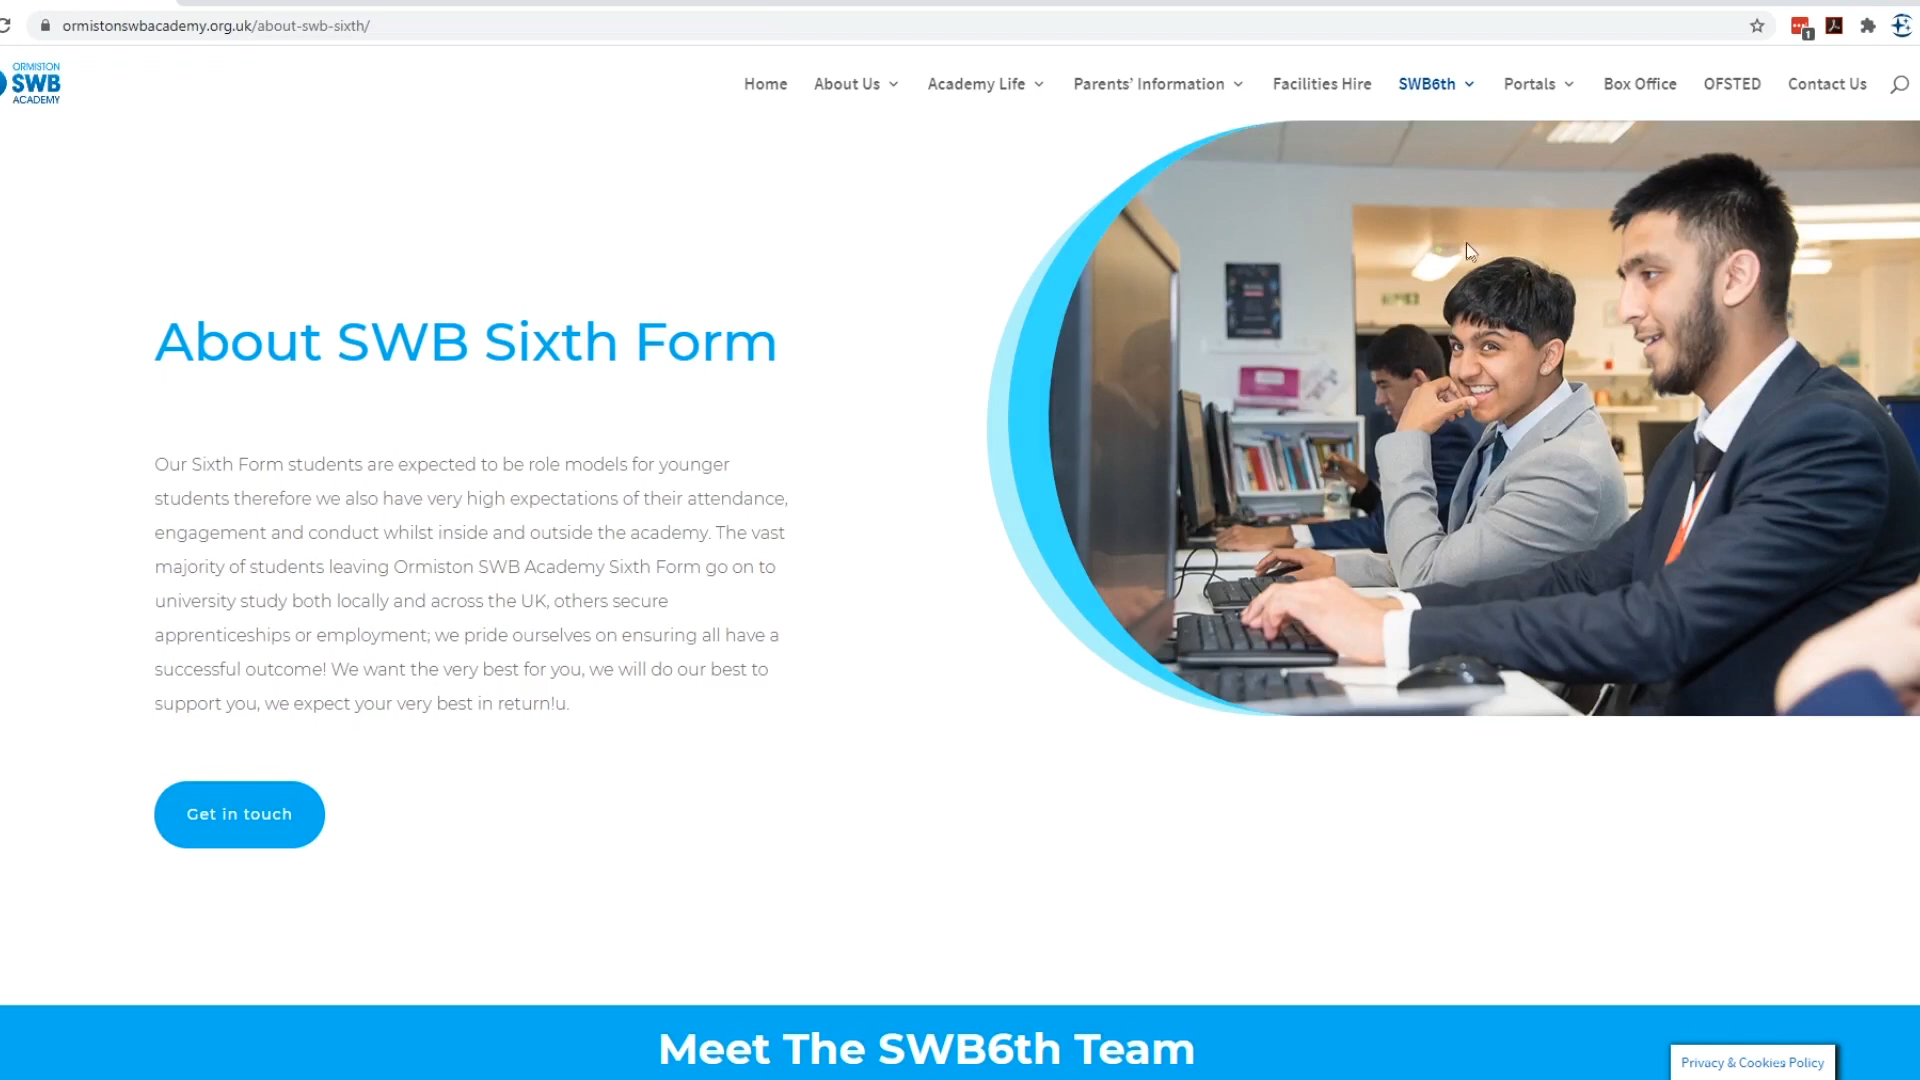 ormistonswbacademy.org.uk/about-swb-sixth/
1
ORMISTON
SWB
ACADEMY
Home About Us Academy Life Parents' Information Facilities Hire SWB6th Portals Box Office OFSTED Contact Us
About SWB Sixth Form
Our Sixth Form students are expected to be role models for younger
students therefore we also have very high expectations of their attendance,
engagement and conduct whilst inside and outside the academy. The vast
majority of students leaving Ormiston SWB Academy Sixth Form go on to
university study both locally and across the UK, others secure
apprenticeships or employment; we pride ourselves on ensuring all have a
successful outcome! We want the very best for you, we will do our best to
support you, we expect your very best in return!u.
Get in touch
Meet The SWB6th Team
Privacy & Cookies Policy